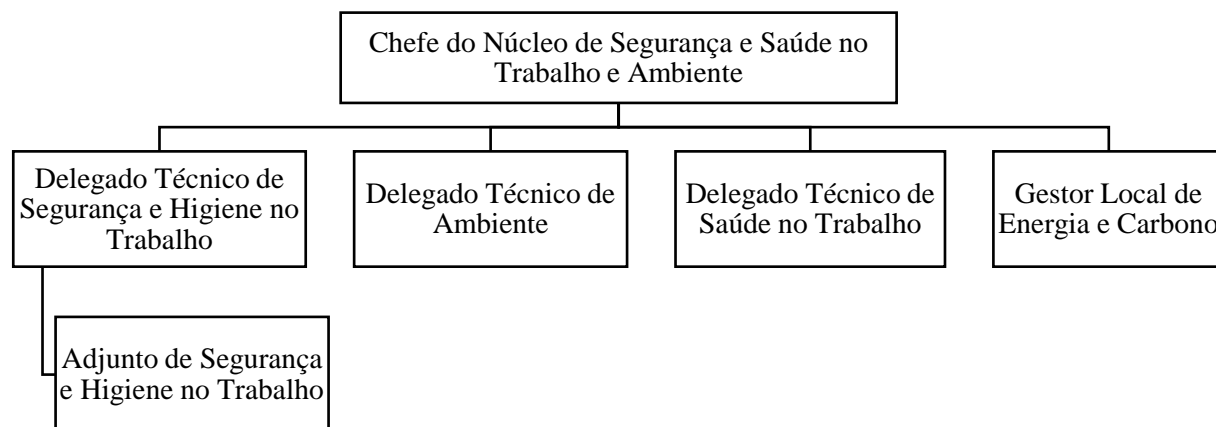 Chefe do Núcleo de Segurança e Saúde no
Trabalho e Ambiente
Delegado Técnico de
Segurança e Higiene no
Trabalho
Delegado Técnico de
Ambiente
Delegado Técnico de
Saúde no Trabalho
Gestor Local de
Energia e Carbono
Adjunto de Segurança
e Higiene no Trabalho